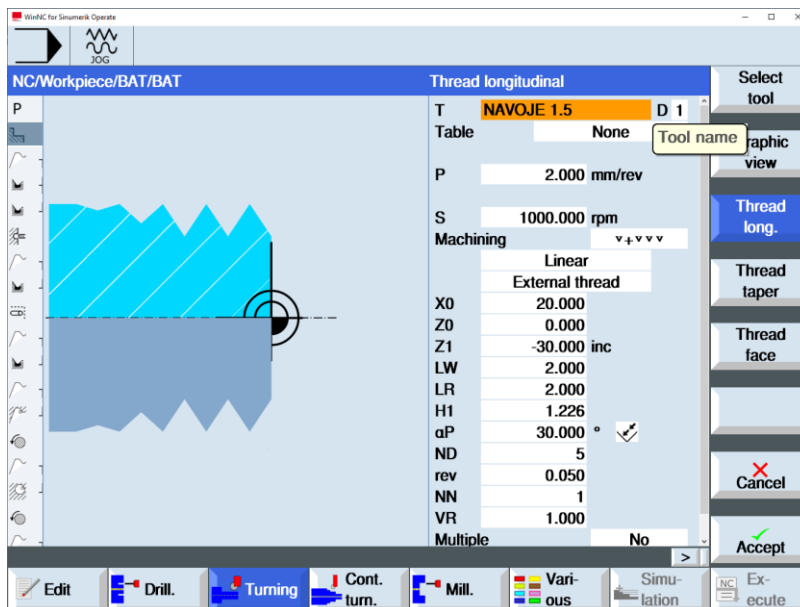 WinNC for Sinumerik Operate
JOG
NC/Workpiece/BAT/BAT
Thread longitudinal
P
T NAVOJE 1.5 D 1
Table None
Tool name
P 2.000 mm/rev
S 1000.000 rpm
Machining ▿+▿▿▿
Linear
External thread
X0 20.000
Z0 0.000
Z1 -30.000 inc
LW 2.000
LR 2.000
H1 1.226
αP 30.000 °
ND 5
rev 0.050
NN 1
VR 1.000
Multiple No
>
Select
tool
raphic
view
Thread
long.
Thread
taper
Thread
face
Cancel
Accept
Edit
Drill.
Turning
Cont.
turn.
Mill.
Vari-
ous
Simu-
lation
NC
Ex-
ecute